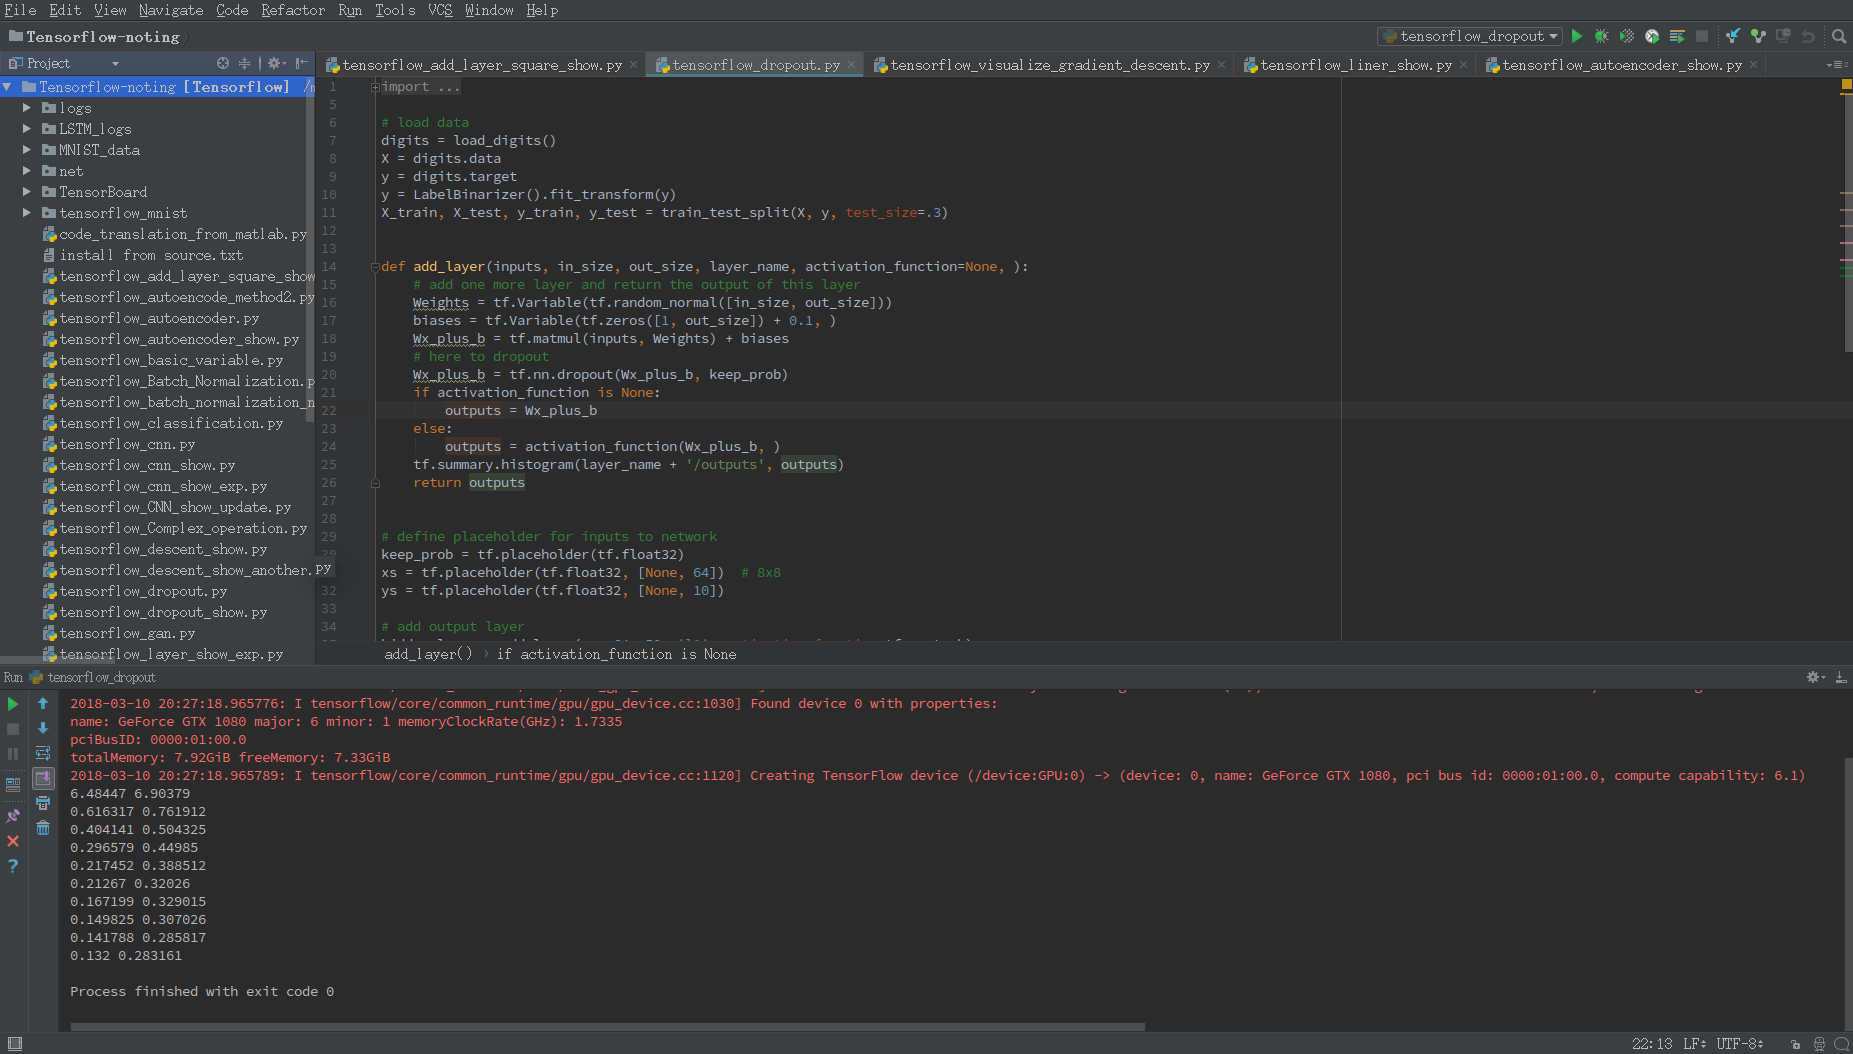 File Edit View Navigate Code Refactor Run Tools VCS Window Help
Tensorflow-noting
tensorflow_dropout
Project
tensorflow_add_layer_square_show.py
tensorflow_dropout.py
tensorflow_visualize_gradient_descent.py
tensorflow_liner_show.py
tensorflow_autoencoder_show.py
Tensorflow-noting [Tensorflow]
logs
LSTM_logs
MNIST_data
net
TensorBoard
tensorflow_mnist
code_translation_from_matlab.py
install from source.txt
tensorflow_add_layer_square_show
tensorflow_autoencode_method2.py
tensorflow_autoencoder.py
tensorflow_autoencoder_show.py
tensorflow_basic_variable.py
tensorflow_Batch_Normalization.p
tensorflow_batch_normalization_n
tensorflow_classification.py
tensorflow_cnn.py
tensorflow_cnn_show.py
tensorflow_cnn_show_exp.py
tensorflow_CNN_show_update.py
tensorflow_Complex_operation.py
tensorflow_descent_show.py
tensorflow_descent_show_another.py
tensorflow_dropout.py
tensorflow_dropout_show.py
tensorflow_gan.py
tensorflow_layer_show_exp.py
1 import ...
5
6 # load data
7 digits = load_digits()
8 X = digits.data
9 y = digits.target
10 y = LabelBinarizer().fit_transform(y)
11 X_train, X_test, y_train, y_test = train_test_split(X, y, test_size=.3)
12
13
14 def add_layer(inputs, in_size, out_size, layer_name, activation_function=None, ):
15 # add one more layer and return the output of this layer
16 Weights = tf.Variable(tf.random_normal([in_size, out_size]))
17 biases = tf.Variable(tf.zeros([1, out_size]) + 0.1, )
18 Wx_plus_b = tf.matmul(inputs, Weights) + biases
19 # here to dropout
20 Wx_plus_b = tf.nn.dropout(Wx_plus_b, keep_prob)
21 if activation_function is None:
22 outputs = Wx_plus_b
23 else:
24 outputs = activation_function(Wx_plus_b, )
25 tf.summary.histogram(layer_name + '/outputs', outputs)
26 return outputs
27
28
29 # define placeholder for inputs to network
30 keep_prob = tf.placeholder(tf.float32)
xs = tf.placeholder(tf.float32, [None, 64])  # 8x8
32 ys = tf.placeholder(tf.float32, [None, 10])
33
34 # add output layer
add_layer() › if activation_function is None
Run tensorflow_dropout
2018-03-10 20:27:18.965776: I tensorflow/core/common_runtime/gpu/gpu_device.cc:1030] Found device 0 with properties:
name: GeForce GTX 1080 major: 6 minor: 1 memoryClockRate(GHz): 1.7335
pciBusID: 0000:01:00.0
totalMemory: 7.92GiB freeMemory: 7.33GiB
2018-03-10 20:27:18.965789: I tensorflow/core/common_runtime/gpu/gpu_device.cc:1120] Creating TensorFlow device (/device:GPU:0) -> (device: 0, name: GeForce GTX 1080, pci bus id: 0000:01:00.0, compute capability: 6.1)
6.48447 6.90379
0.616317 0.761912
0.404141 0.504325
0.296579 0.44985
0.217452 0.388512
0.21267 0.32026
0.167199 0.329015
0.149825 0.307026
0.141788 0.285817
0.132 0.283161
Process finished with exit code 0
22:13 LF UTF-8